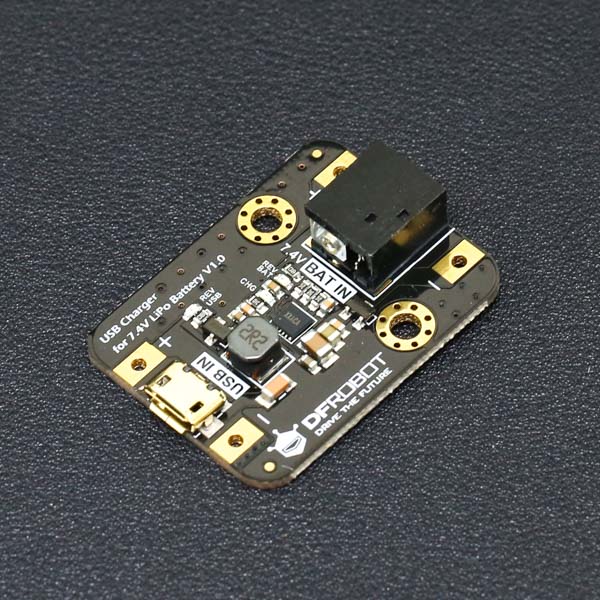 USB Charger
for 7.4V LiPo Battery V1.0
7.4V
BAT IN
REV
BAT
CHG
REV
USB
2R2
USB IN
+
−
−
DFROBOT
DRIVE THE FUTURE